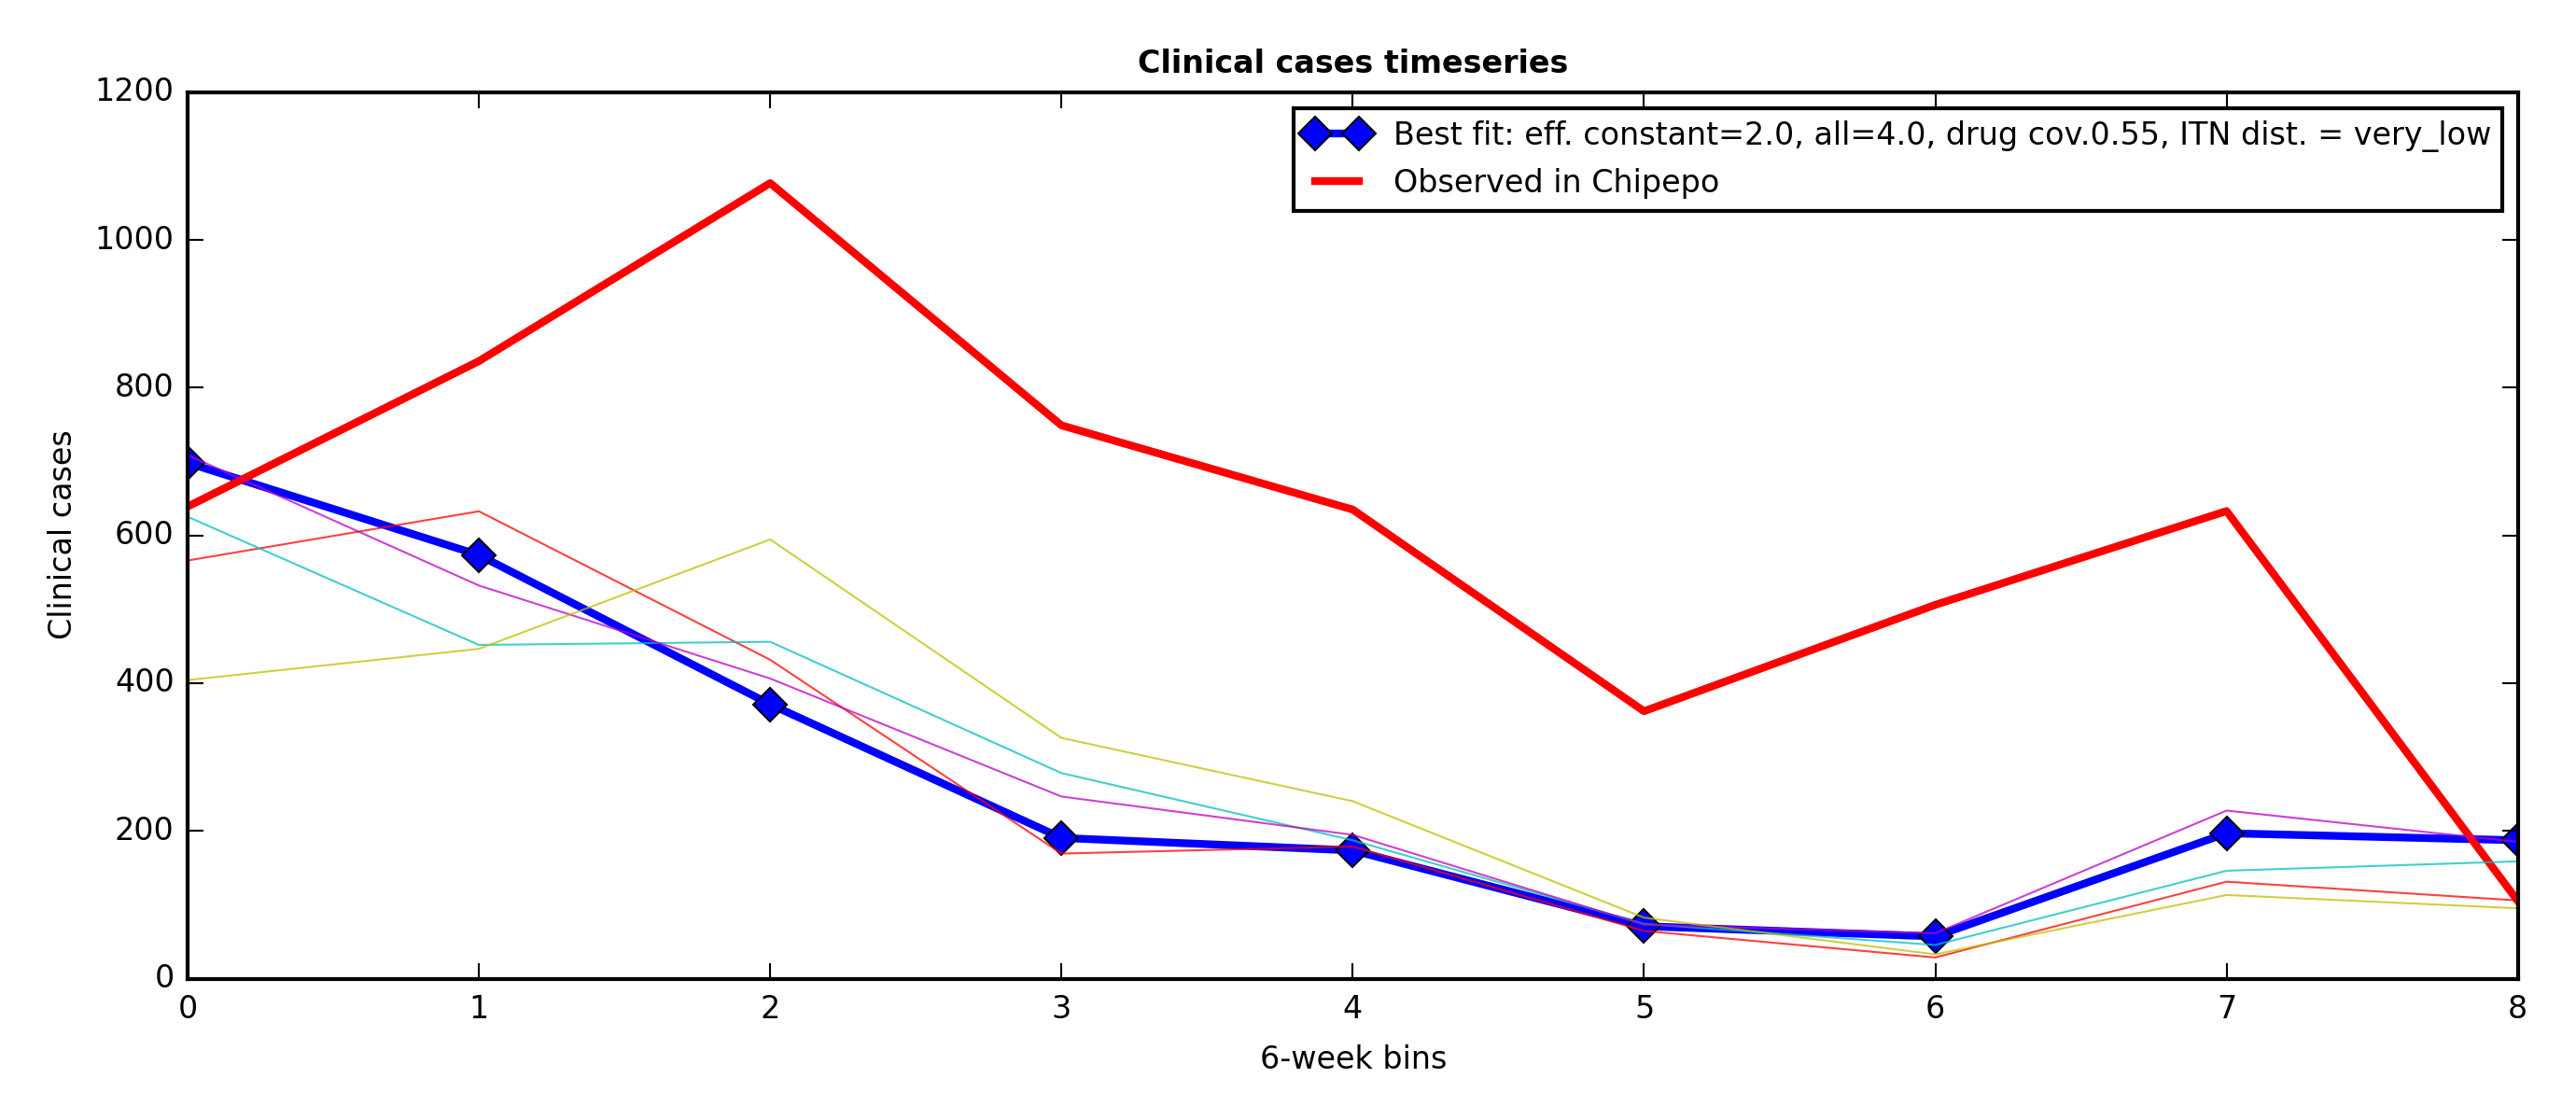 Clinical cases timeseries
1200
1000
800
600
400
200
0
Clinical cases
Best fit: eff. constant=2.0, all=4.0, drug cov.0.55, ITN dist. = very_low
Observed in Chipepo
0 1 2 3 4 5 6 7 8
6-week bins